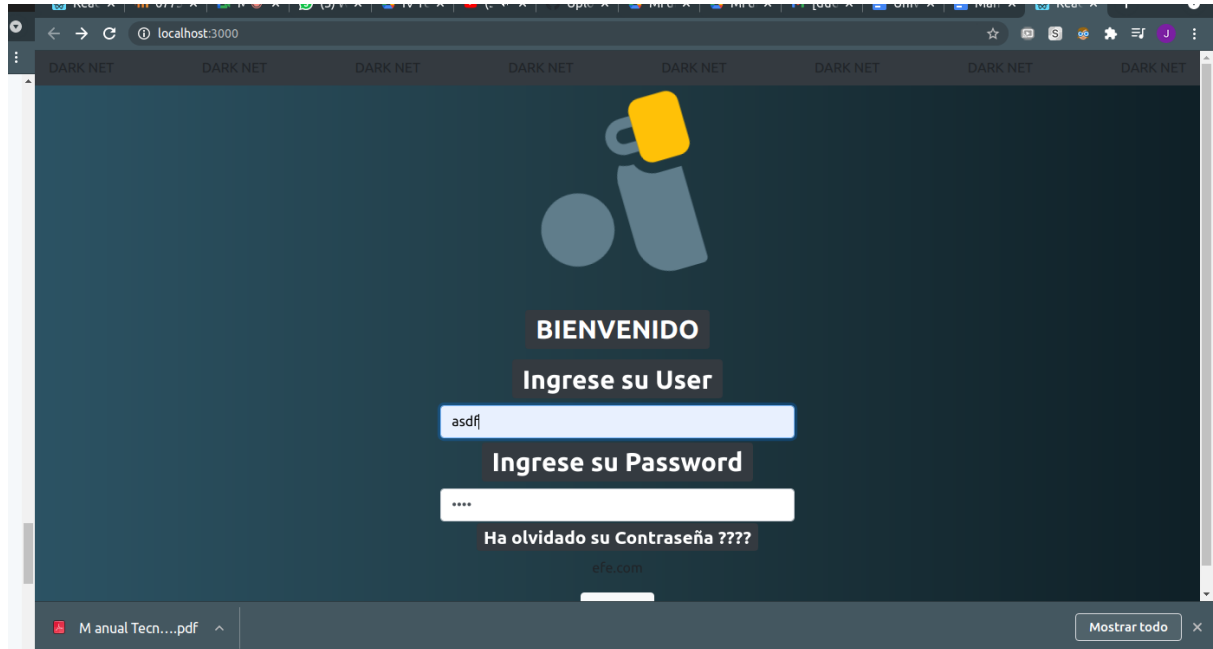 localhost:3000
S
J
DARK NET DARK NET DARK NET DARK NET DARK NET DARK NET DARK NET DARK NET
BIENVENIDO
Ingrese su User
asdf
Ingrese su Password
••••
Ha olvidado su Contraseña ????
efe.com
M anual Tecn....pdf
Mostrar todo